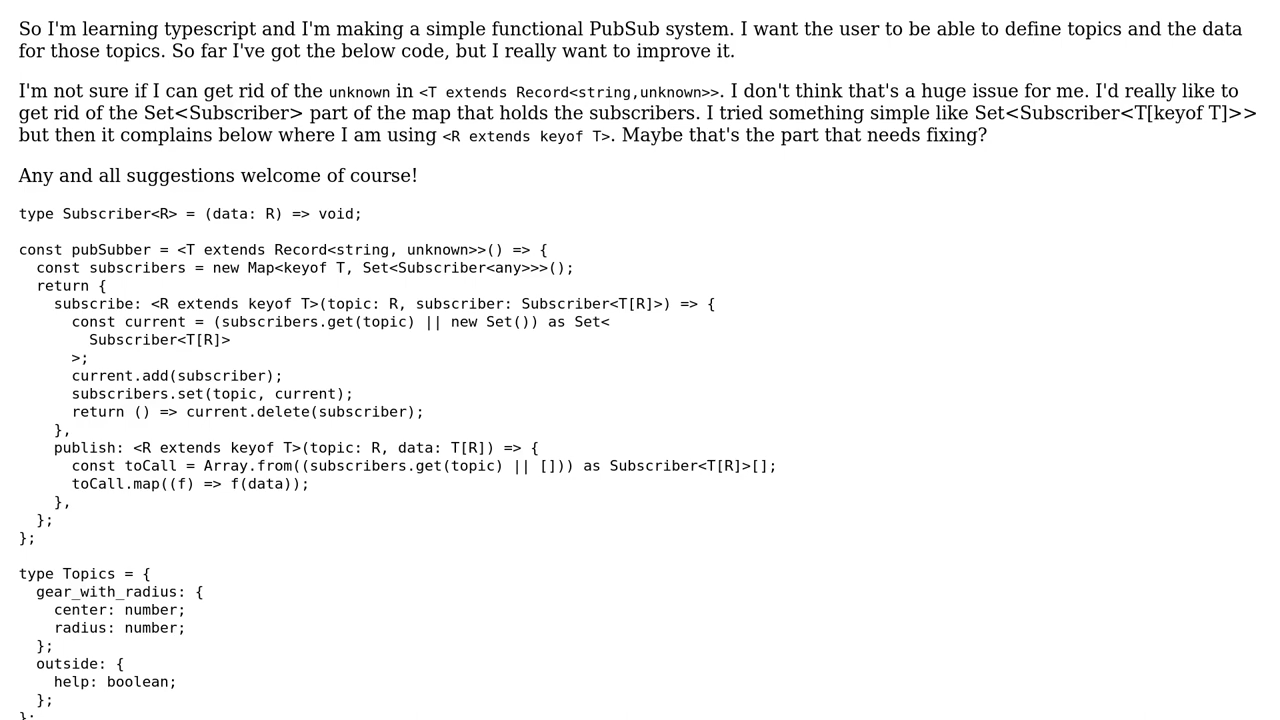 So I'm learning typescript and I'm making a simple functional PubSub system. I want the user to be able to define topics and the data
for those topics. So far I've got the below code, but I really want to improve it.
I'm not sure if I can get rid of the unknown in <T extends Record<string,unknown>>. I don't think that's a huge issue for me. I'd really like to
get rid of the Set<Subscriber> part of the map that holds the subscribers. I tried something simple like Set<Subscriber<T[keyof T]>>
but then it complains below where I am using <R extends keyof T>. Maybe that's the part that needs fixing?
Any and all suggestions welcome of course!
type Subscriber<R> = (data: R) => void;
const pubSubber = <T extends Record<string, unknown>>() => {
  const subscribers = new Map<keyof T, Set<Subscriber<any>>>();
  return {
    subscribe: <R extends keyof T>(topic: R, subscriber: Subscriber<T[R]>) => {
      const current = (subscribers.get(topic) || new Set()) as Set<
        Subscriber<T[R]>
      >;
      current.add(subscriber);
      subscribers.set(topic, current);
      return () => current.delete(subscriber);
    },
    publish: <R extends keyof T>(topic: R, data: T[R]) => {
      const toCall = Array.from((subscribers.get(topic) || [])) as Subscriber<T[R]>[];
      toCall.map((f) => f(data));
    },
  };
};
type Topics = {
  gear_with_radius: {
    center: number;
    radius: number;
  };
  outside: {
    help: boolean;
  };
};